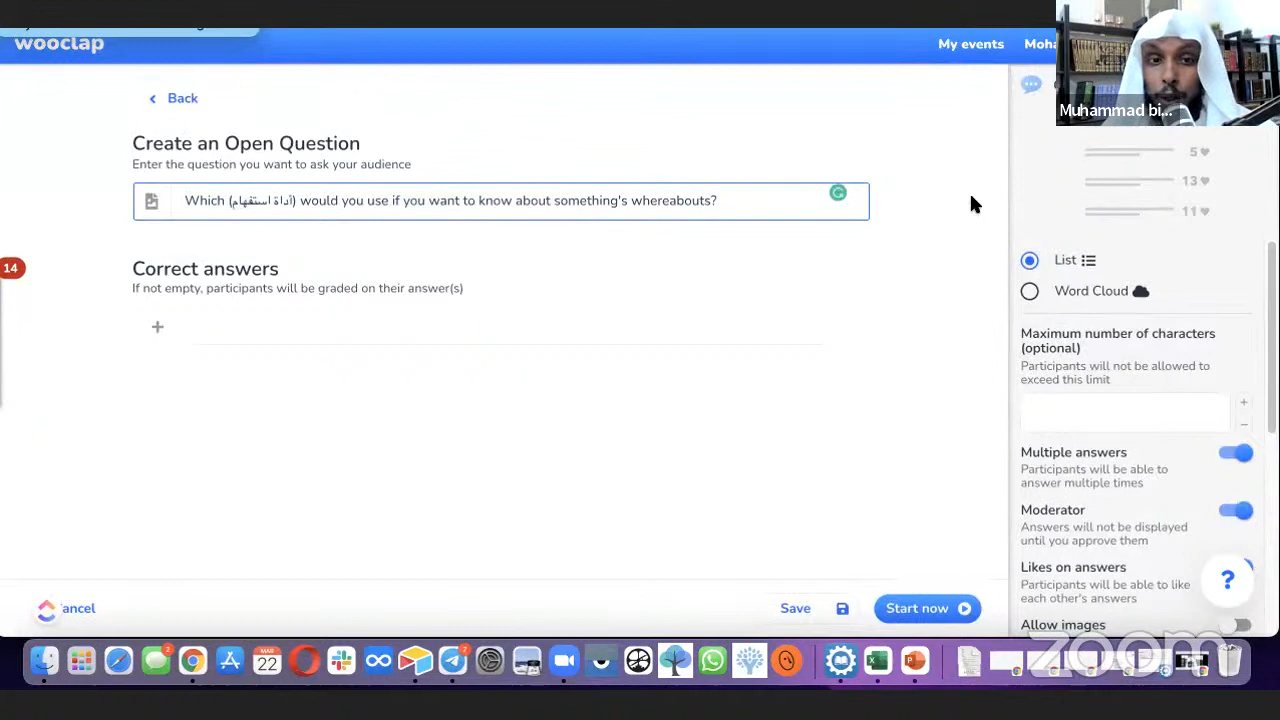 wooclap
My events
Moha
Muhammad bi...
Back
Create an Open Question
Enter the question you want to ask your audience
Which (أداة استفهام) would you use if you want to know about something's whereabouts?
Correct answers
If not empty, participants will be graded on their answer(s)
+
14
5
13
11
List
Word Cloud
Maximum number of characters
(optional)
Participants will not be allowed to
exceed this limit
+
-
Multiple answers
Participants will be able to
answer multiple times
Moderator
Answers will not be displayed
until you approve them
Likes on answers
Participants will be able to like
each other's answers
Allow images
?
ancel
Save
Start now
zoom
2
MAR
22
7